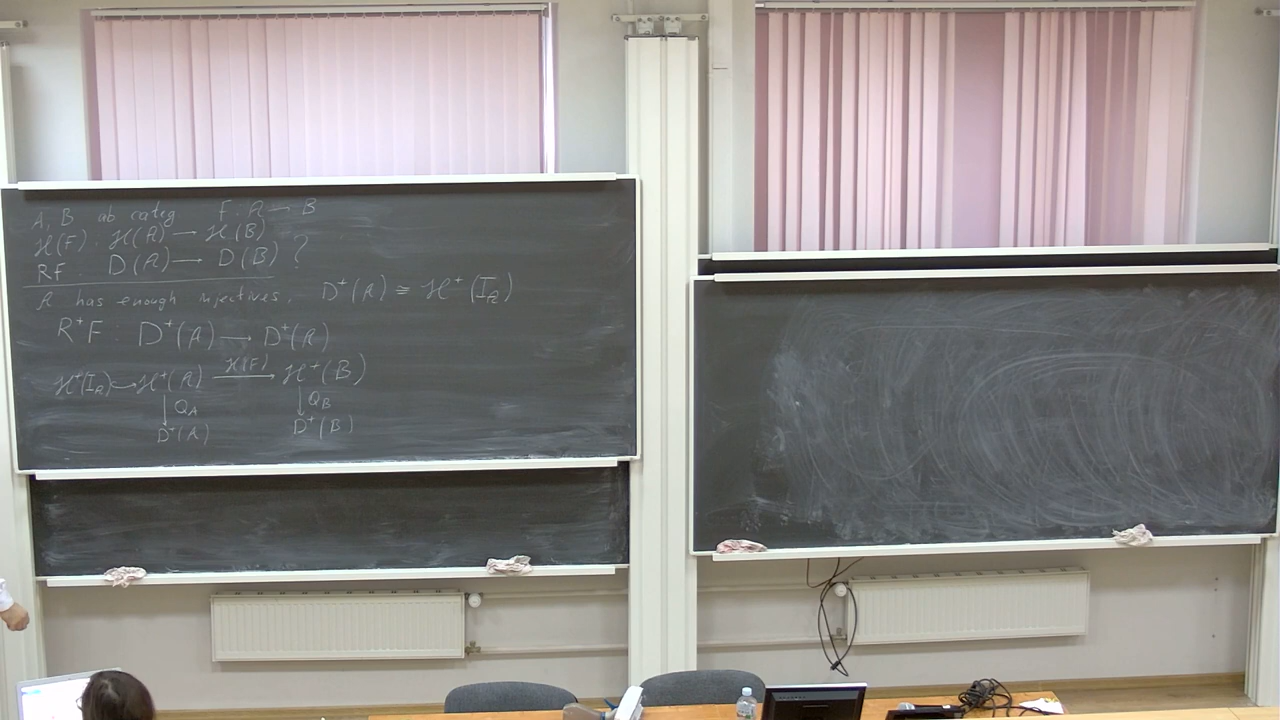 A, B ab categ F: A → B
ℋ(F): ℋ(A) → ℋ(B)
RF: D(A) → D(B) ?
A has enough injectives. D⁺(A) ≅ ℋ⁺(I_A)
R⁺F: D⁺(A) → D⁺(A)
ℋ⁺(I_A) ↪ ℋ⁺(A) —ℋ(F)→ ℋ⁺(B)
↓ Q_A ↓ Q_B
D⁺(A) D⁺(B)